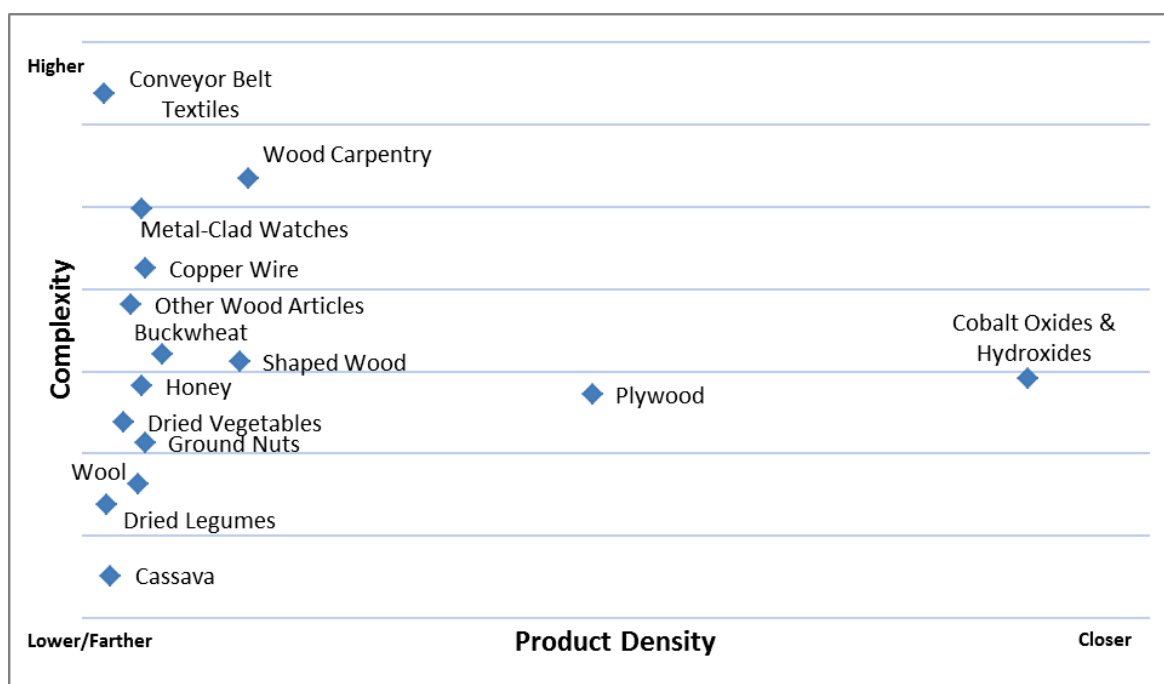 Higher
Conveyor Belt
Textiles
Wood Carpentry
Metal-Clad Watches
Copper Wire
Other Wood Articles
Buckwheat
Cobalt Oxides &
Hydroxides
Shaped Wood
Honey
Plywood
Dried Vegetables
Ground Nuts
Wool
Dried Legumes
Cassava
Complexity
Lower/Farther
Product Density
Closer